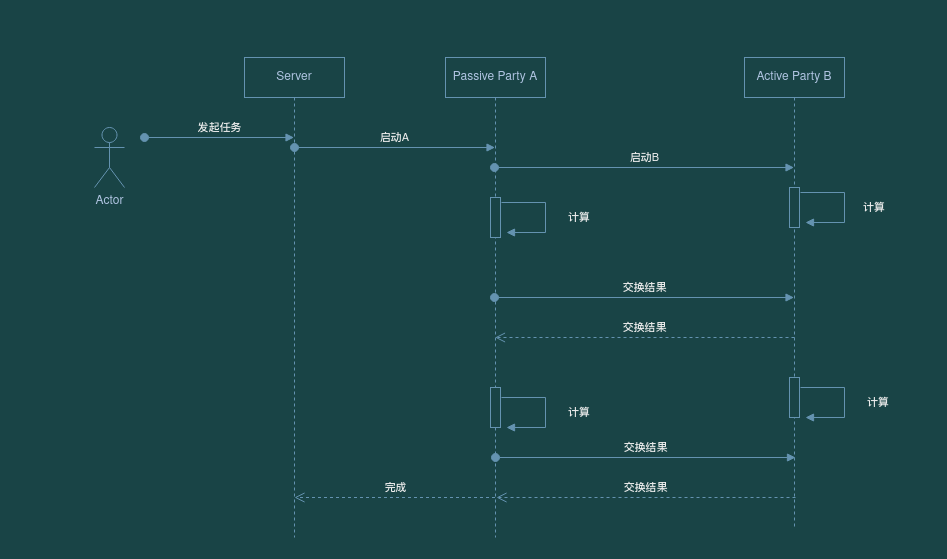 Server
Passive Party A
Active Party B
发起任务
启动A
启动B
Actor
计算
计算
交换结果
交换结果
计算
计算
交换结果
完成
交换结果